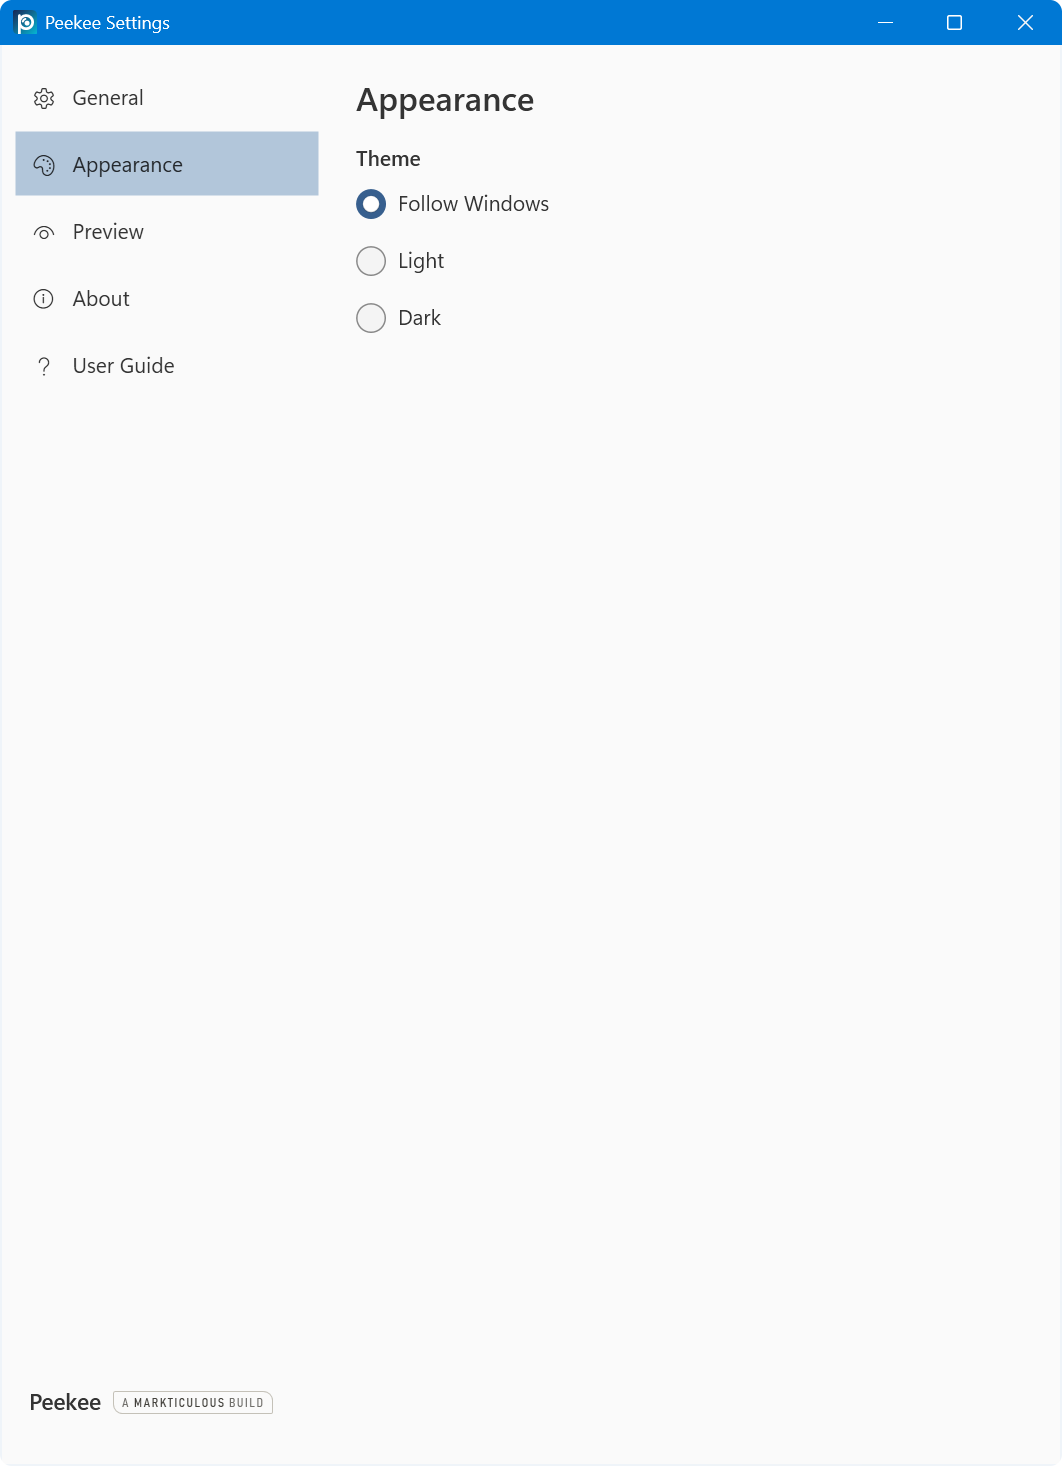 Peekee Settings
General
Appearance
Preview
About
User Guide
Appearance
Theme
Follow Windows
Light
Dark
Peekee
A MARKTICULOUS BUILD